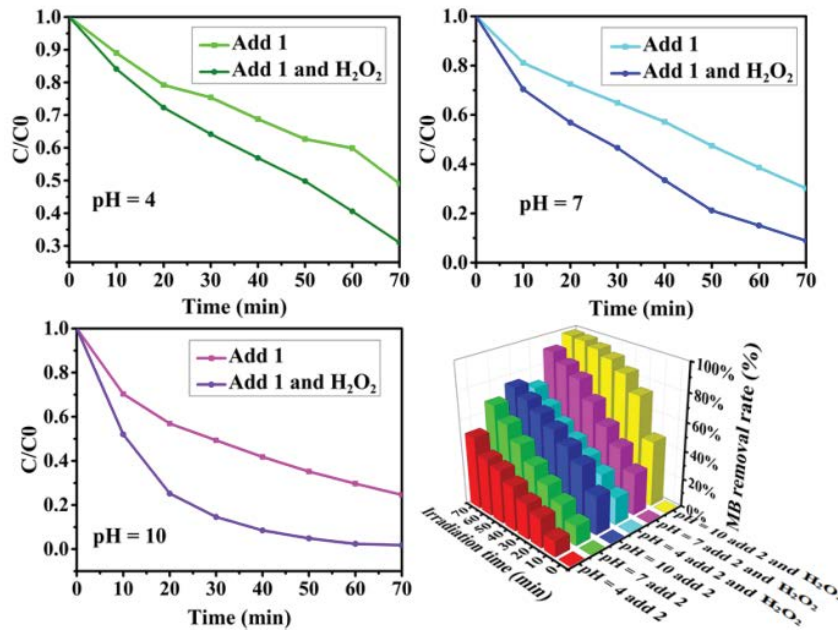 1.0
0.9
0.8
0.7
0.6
0.5
0.4
0.3
C/C0
Add 1
Add 1 and H₂O₂
pH = 4
0 10 20 30 40 50 60 70
Time (min)
1.0
0.8
0.6
0.4
0.2
0.0
C/C0
Add 1
Add 1 and H₂O₂
pH = 7
0 10 20 30 40 50 60 70
Time (min)
1.0
0.8
0.6
0.4
0.2
0.0
C/C0
Add 1
Add 1 and H₂O₂
pH = 10
0 10 20 30 40 50 60 70
Time (min)
100%
80%
60%
40%
20%
0%
MB removal rate (%)
Irradiation time (min)
pH = 4 add 2
pH = 7 add 2
pH = 10 add 2
pH = 4 add 2 and H₂O₂
pH = 7 add 2 and H₂O₂
pH = 10 add 2 and H₂O₂